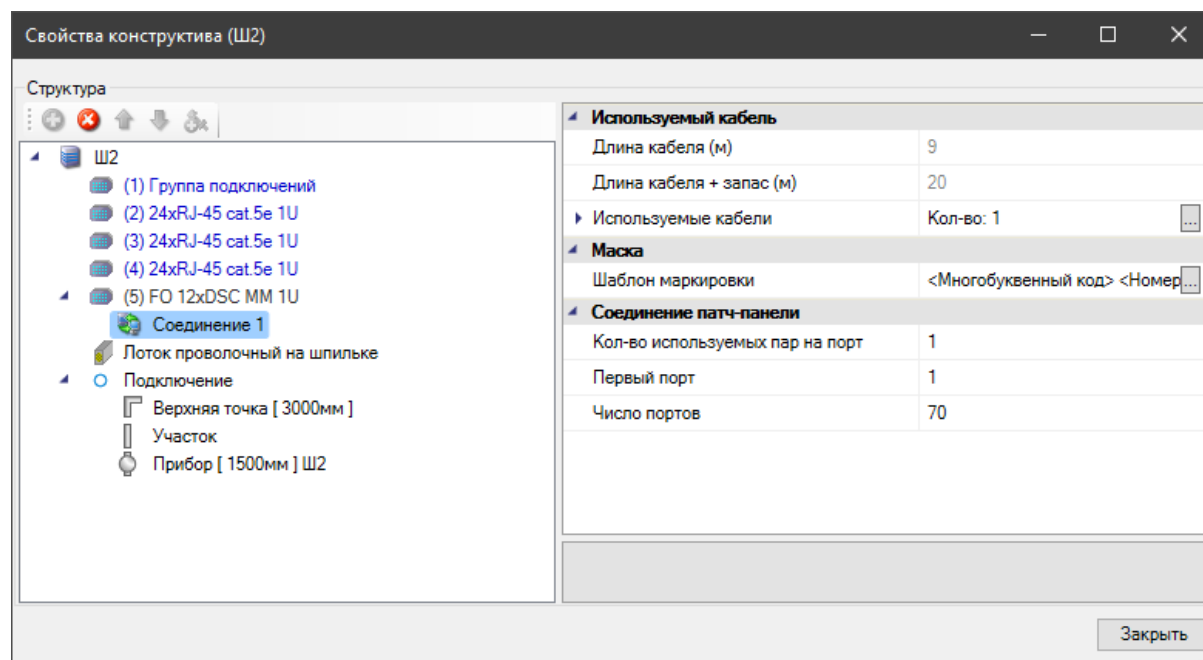 Свойства конструктива (Ш2)
Структура
Ш2
(1) Группа подключений
(2) 24xRJ-45 cat.5e 1U
(3) 24xRJ-45 cat.5e 1U
(4) 24xRJ-45 cat.5e 1U
(5) FO 12xDSC MM 1U
Соединение 1
Лоток проволочный на шпильке
Подключение
Верхняя точка [ 3000мм ]
Участок
Прибор [ 1500мм ] Ш2
Используемый кабель
Длина кабеля (м) 9
Длина кабеля + запас (м) 20
Используемые кабели Кол-во: 1 ...
Маска
Шаблон маркировки <Многобуквенный код> <Номер ...
Соединение патч-панели
Кол-во используемых пар на порт 1
Первый порт 1
Число портов 70
Закрыть